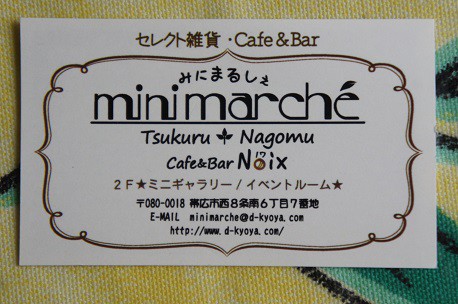 セレクト雑貨・Cafe&Bar
みにまるしぇ
minimarché
Tsukuru Nagomu
Cafe&Bar Noix
2F★ミニギャラリー/イベントルーム★
〒080-0018 帯広市西8条南6丁目7番地
E-MAIL minimarche@d-kyoya.com
http://www.d-kyoya.com/